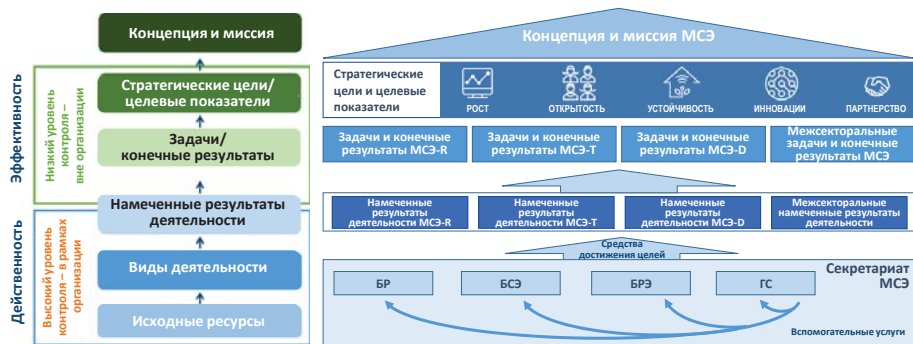 Концепция и миссия
Стратегические цели/
целевые показатели
Задачи/
конечные результаты
Намеченные результаты
деятельности
Виды деятельности
Исходные ресурсы
Эффективность
Действенность
Низкий уровень
контроля –
вне организации
Высокий уровень
контроля – в рамках
организации
Концепция и миссия МСЭ
Стратегические
цели и целевые
показатели
РОСТ
ОТКРЫТОСТЬ
УСТОЙЧИВОСТЬ
ИННОВАЦИИ
ПАРТНЕРСТВО
Задачи и конечные
результаты МСЭ-R
Задачи и конечные
результаты МСЭ-T
Задачи и конечные
результаты МСЭ-D
Межсекторальные
задачи и конечные
результаты МСЭ
Намеченные
результаты
деятельности МСЭ-R
Намеченные
результаты
деятельности МСЭ-T
Намеченные
результаты
деятельности МСЭ-D
Межсекторальные
намеченные результаты
деятельности
Средства
достижения целей
Секретариат
МСЭ
БР
БСЭ
БРЭ
ГС
Вспомогательные услуги